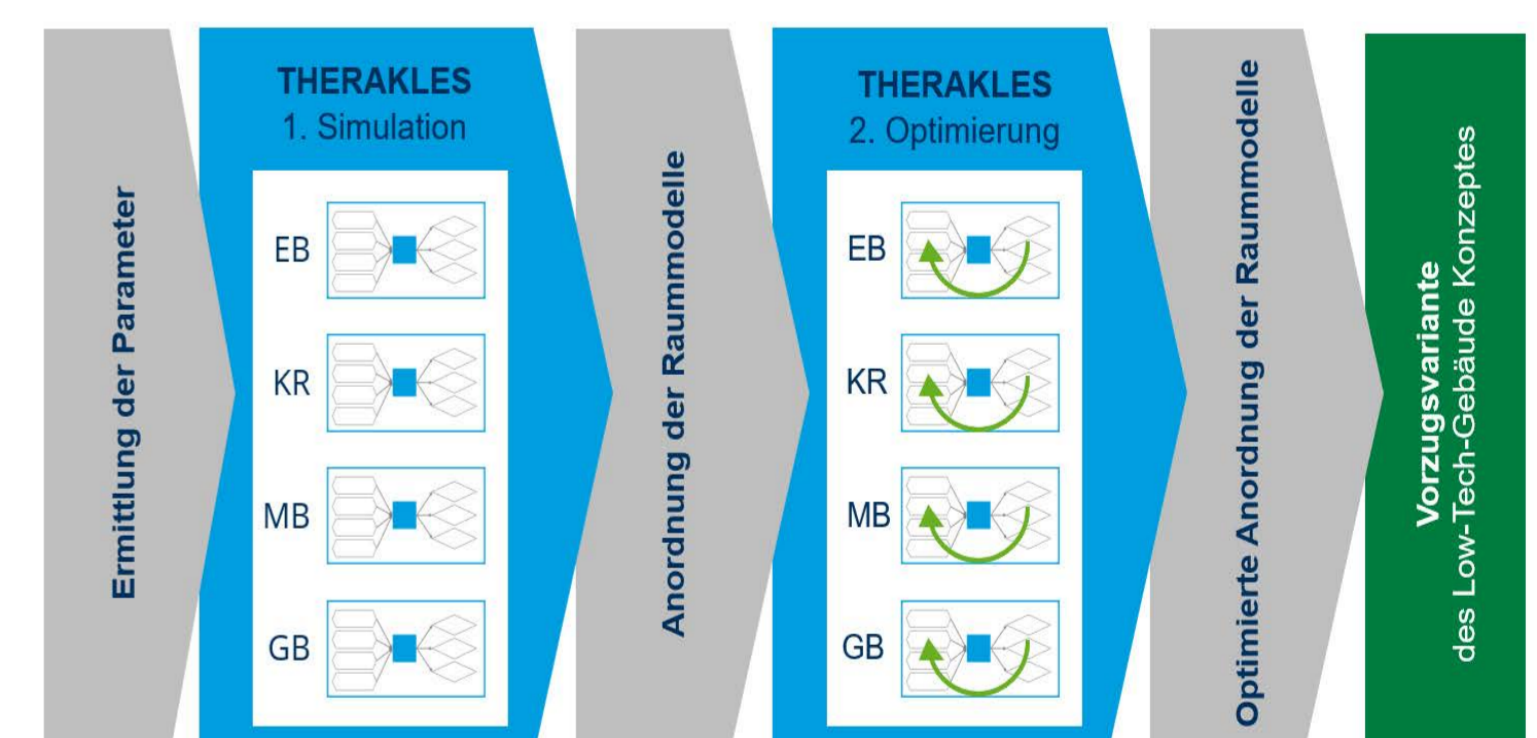 Ermittlung der Parameter
THERAKLES
1. Simulation
EB
KR
MB
GB
Anordnung der Raummodelle
THERAKLES
2. Optimierung
EB
KR
MB
GB
Optimierte Anordnung der Raummodelle
Vorzugsvariante
des Low-Tech-Gebäude Konzeptes